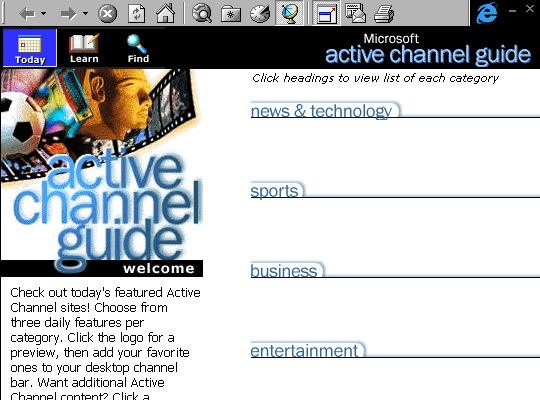 Today
Learn
Find
Microsoft
active channel guide
Click headings to view list of each category
active
channel
guide
welcome
Check out today's featured Active
Channel sites! Choose from
three daily features per
category. Click the logo for a
preview, then add your favorite
ones to your desktop channel
bar. Want additional Active
Channel content? Click a
news & technology
sports
business
entertainment